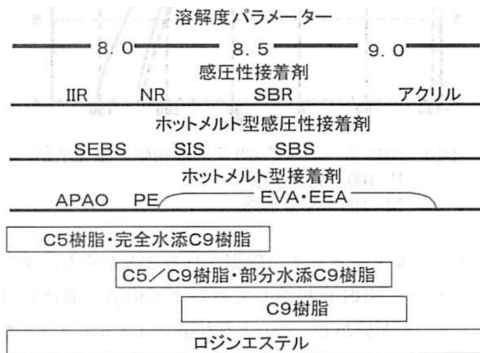 溶解度パラメーター
8.0 8.5 9.0
感圧性接着剤
IIR NR SBR アクリル
ホットメルト型感圧性接着剤
SEBS SIS SBS
ホットメルト型接着剤
APAO PE EVA・EEA
C5樹脂・完全水添C9樹脂
C5／C9樹脂・部分水添C9樹脂
C9樹脂
ロジンエステル